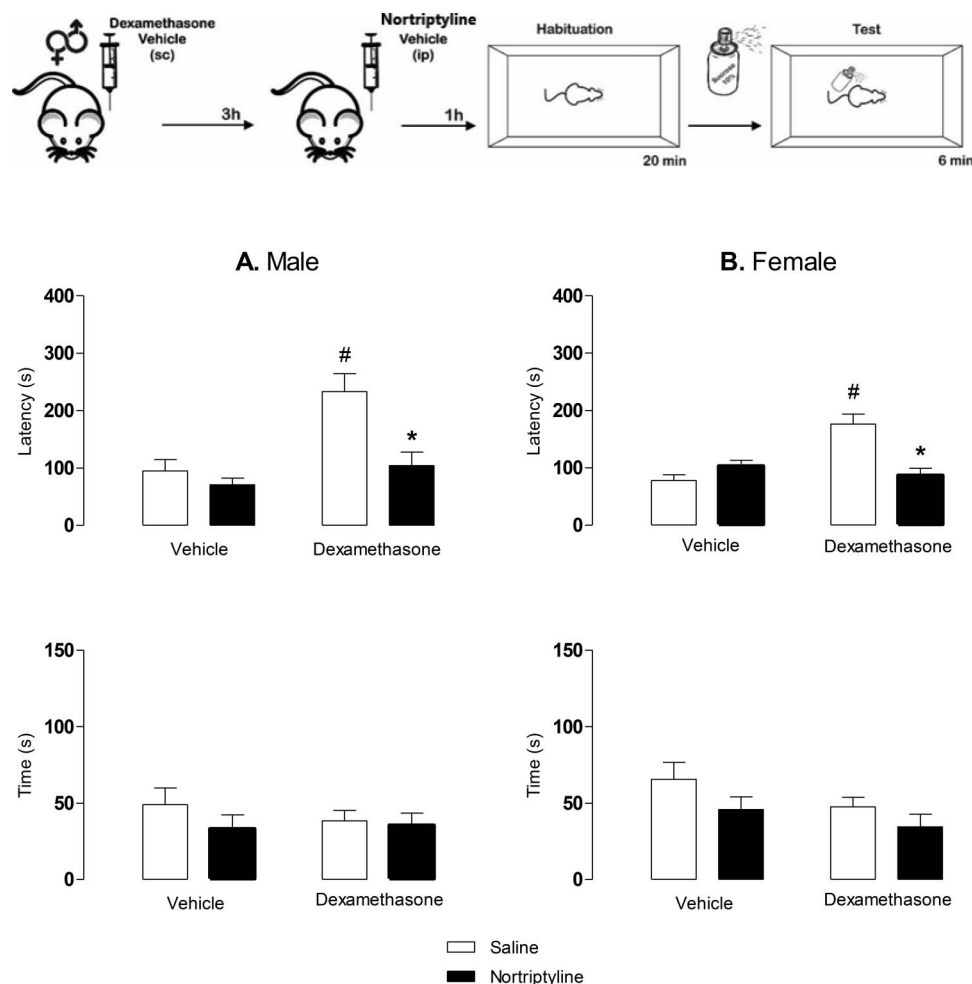 Dexamethasone
Vehicle
(sc)
3h
Nortriptyline
Vehicle
(ip)
1h
Habituation
20 min
Sucrose
10%
Test
6 min
A. Male
Latency (s)
400
300
200
100
0
#
*
Vehicle
Dexamethasone
B. Female
Latency (s)
400
300
200
100
0
#
*
Vehicle
Dexamethasone
Time (s)
150
100
50
0
Vehicle
Dexamethasone
Time (s)
150
100
50
0
Vehicle
Dexamethasone
Saline
Nortriptyline